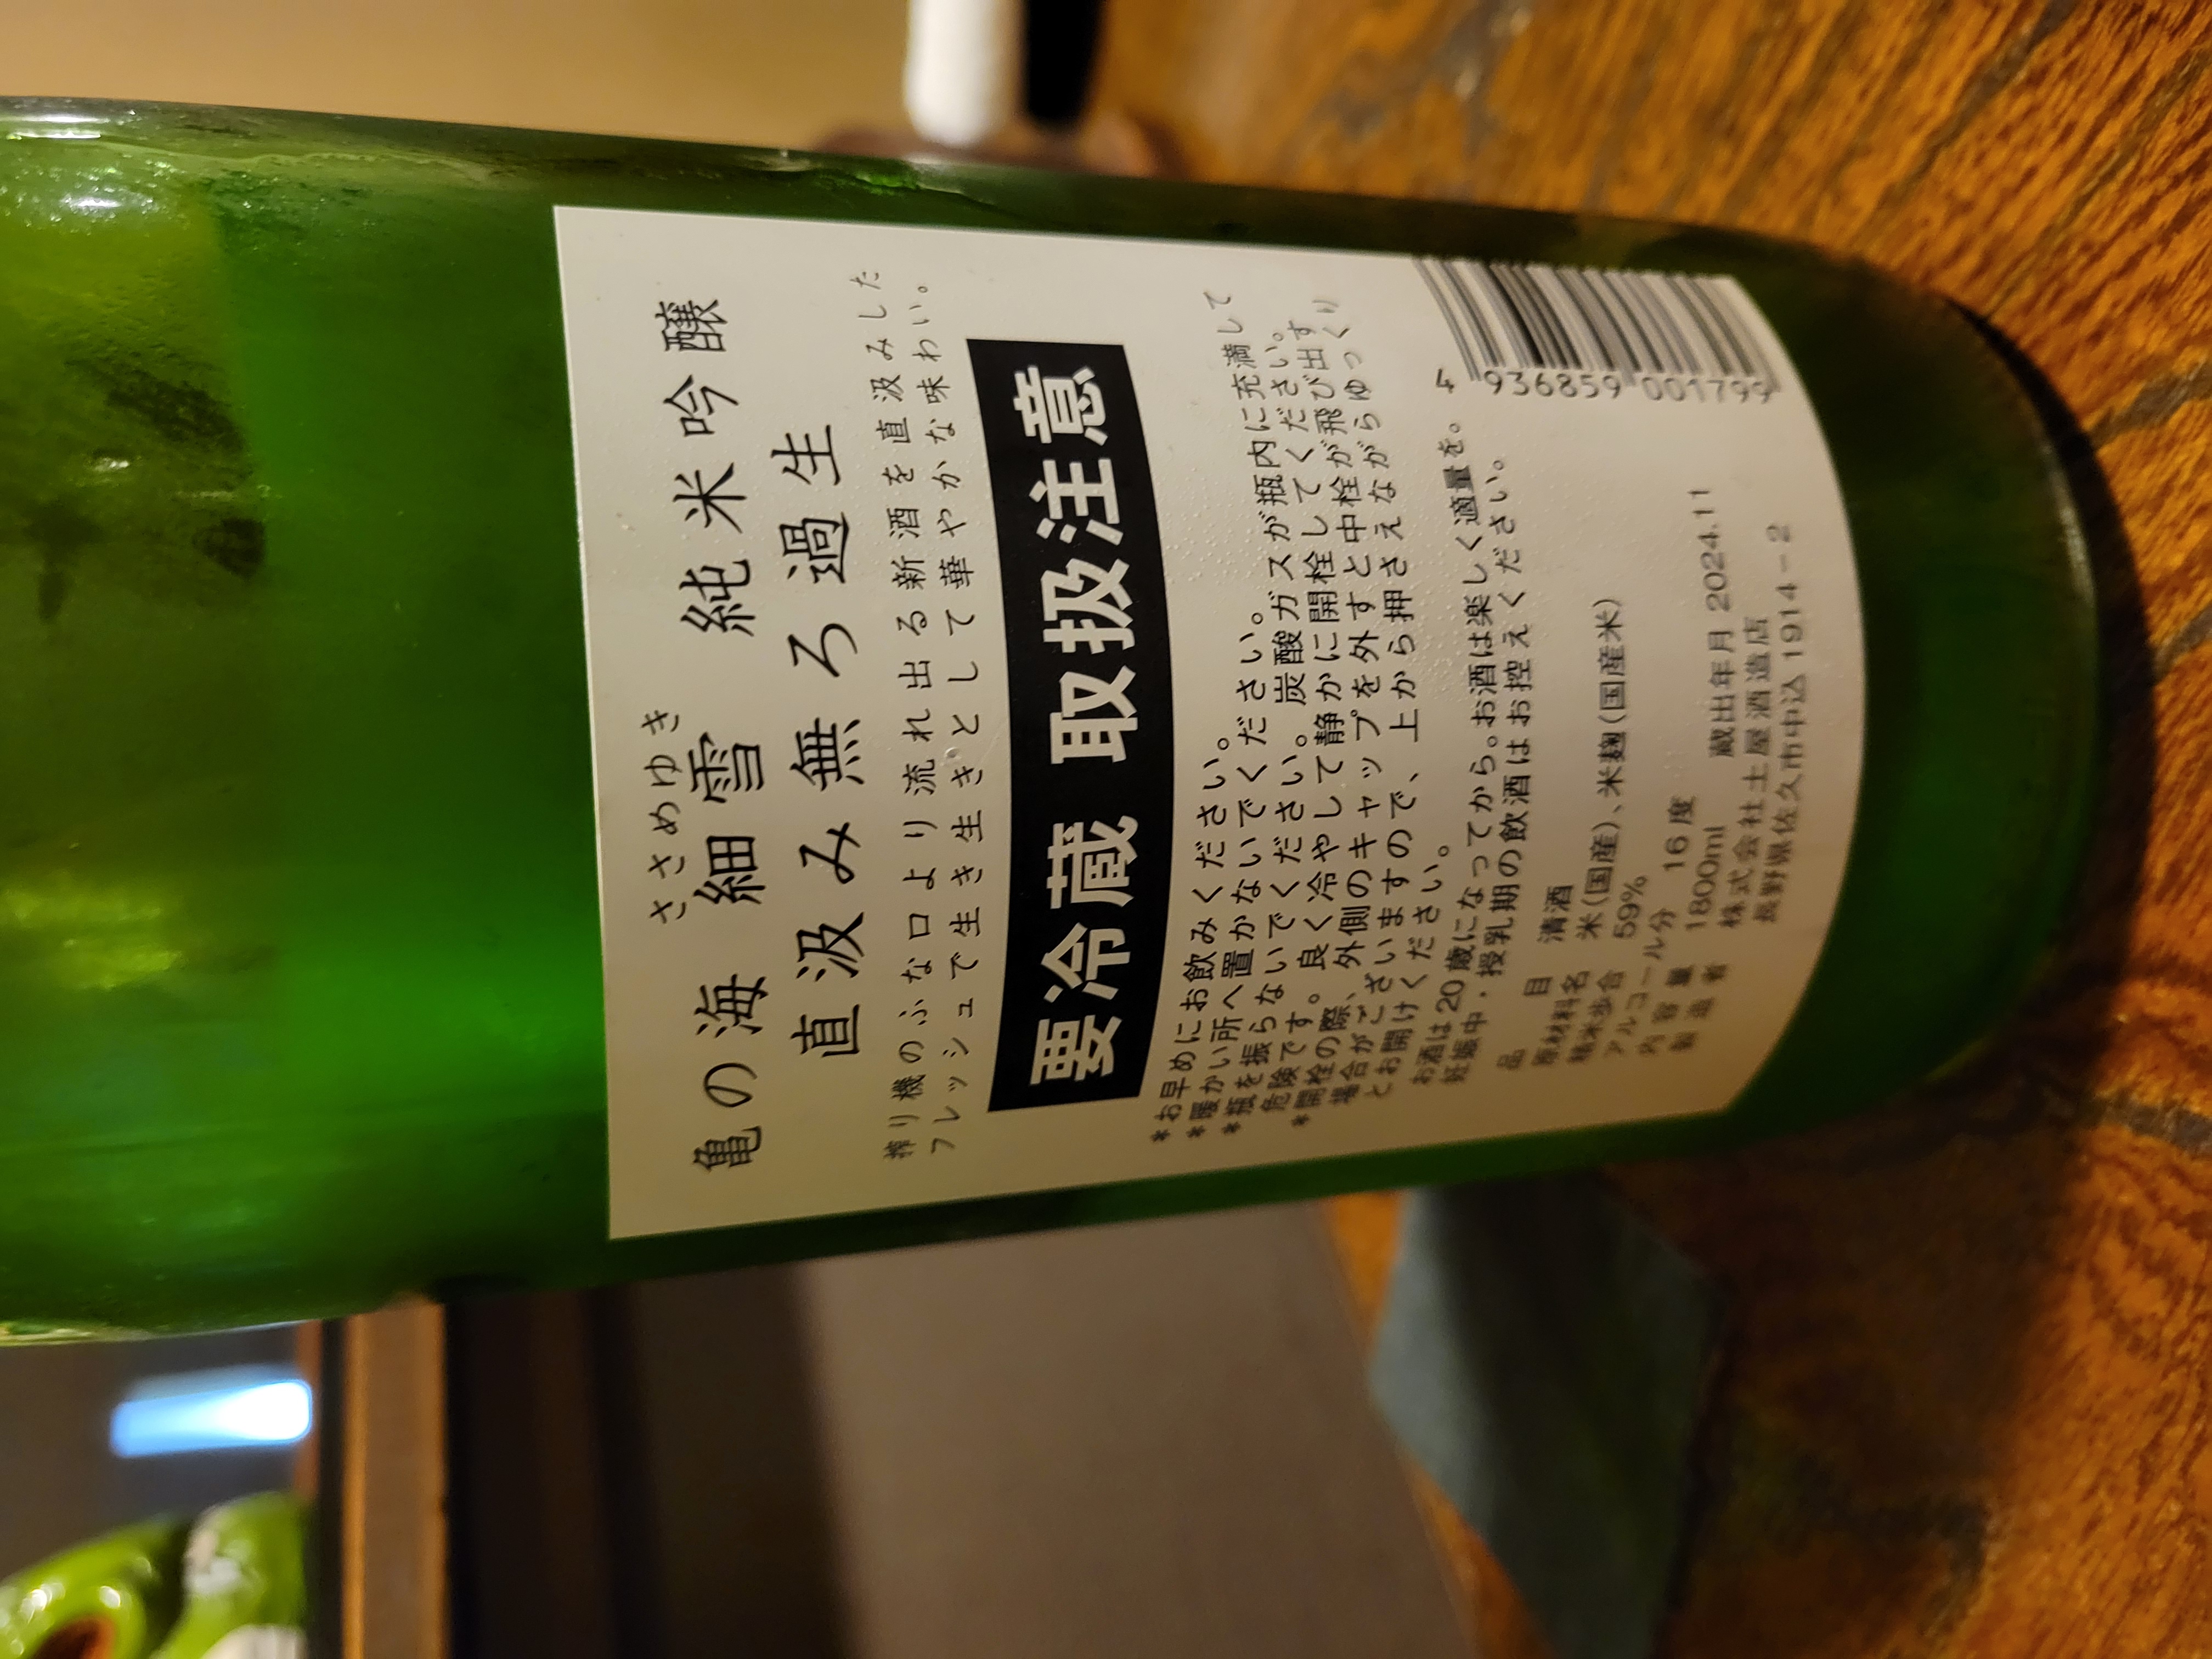 ささめゆき
亀の海 細雪 純米吟醸
直汲み無ろ過生
搾り機のふな口より流れ出る新酒を直汲みした
フレッシュで生き生きとして華やかな味わい。
要冷蔵 取扱注意
*お早めにお飲みください。
*暖かい所へ置かないでください。
*瓶を振らないでください。炭酸ガスが瓶内に充満して
危険です。良く冷やして静かに開栓してください。
*開栓の際、外側のキャップを外すと中栓が飛び出す
場合がございますので、上から押さえながらゆっくり
とお開けください。
お酒は20歳になってから。お酒は楽しく適量を。
妊娠中・授乳期の飲酒はお控えください。
品目 清酒
原材料名 米(国産)、米麹(国産米)
精米歩合 59%
アルコール分 16度
内容量 1800ml 蔵出年月 2024.11
製造者 株式会社土屋酒造店
長野県佐久市中込1914-2
4 936859 001799